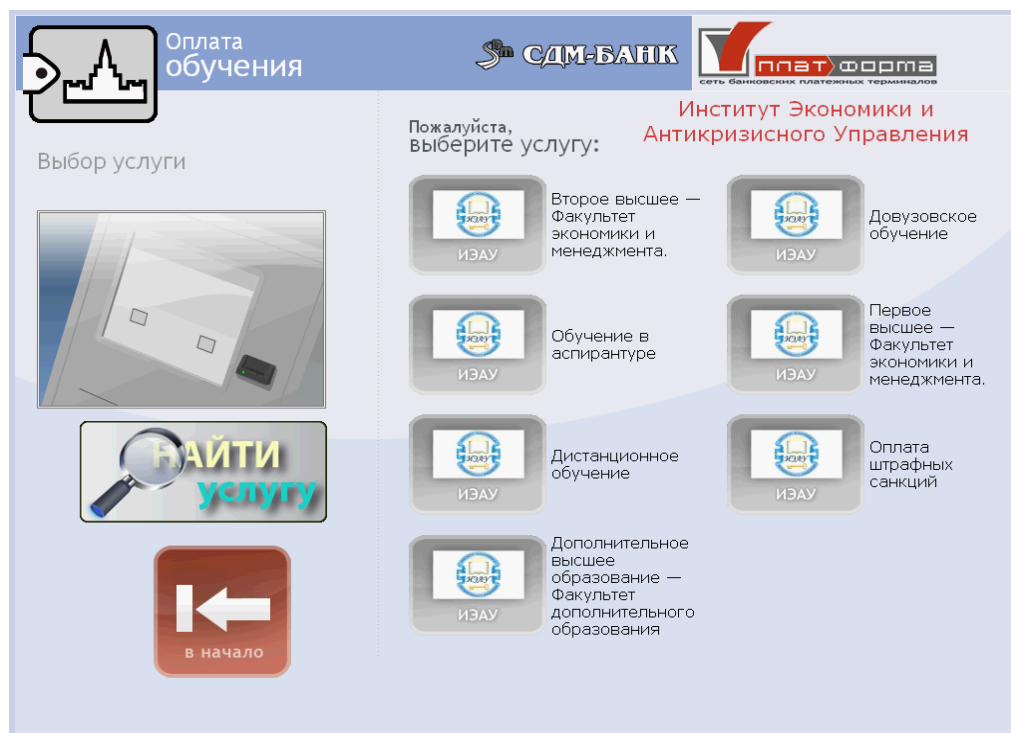 Оплата
обучения
СДМ-БАНК
платформа
сеть банковских платежных терминалов
Институт Экономики и
Антикризисного Управления
Пожалуйста,
выберите услугу:
Выбор услуги
НАЙТИ
услугу
в начало
ИЭАУ
Второе высшее —
Факультет
экономики и
менеджмента.
ИЭАУ
Довузовское
обучение
ИЭАУ
Обучение в
аспирантуре
ИЭАУ
Первое
высшее —
Факультет
экономики и
менеджмента.
ИЭАУ
Дистанционное
обучение
ИЭАУ
Оплата
штрафных
санкций
ИЭАУ
Дополнительное
высшее
образование —
Факультет
дополнительного
образования